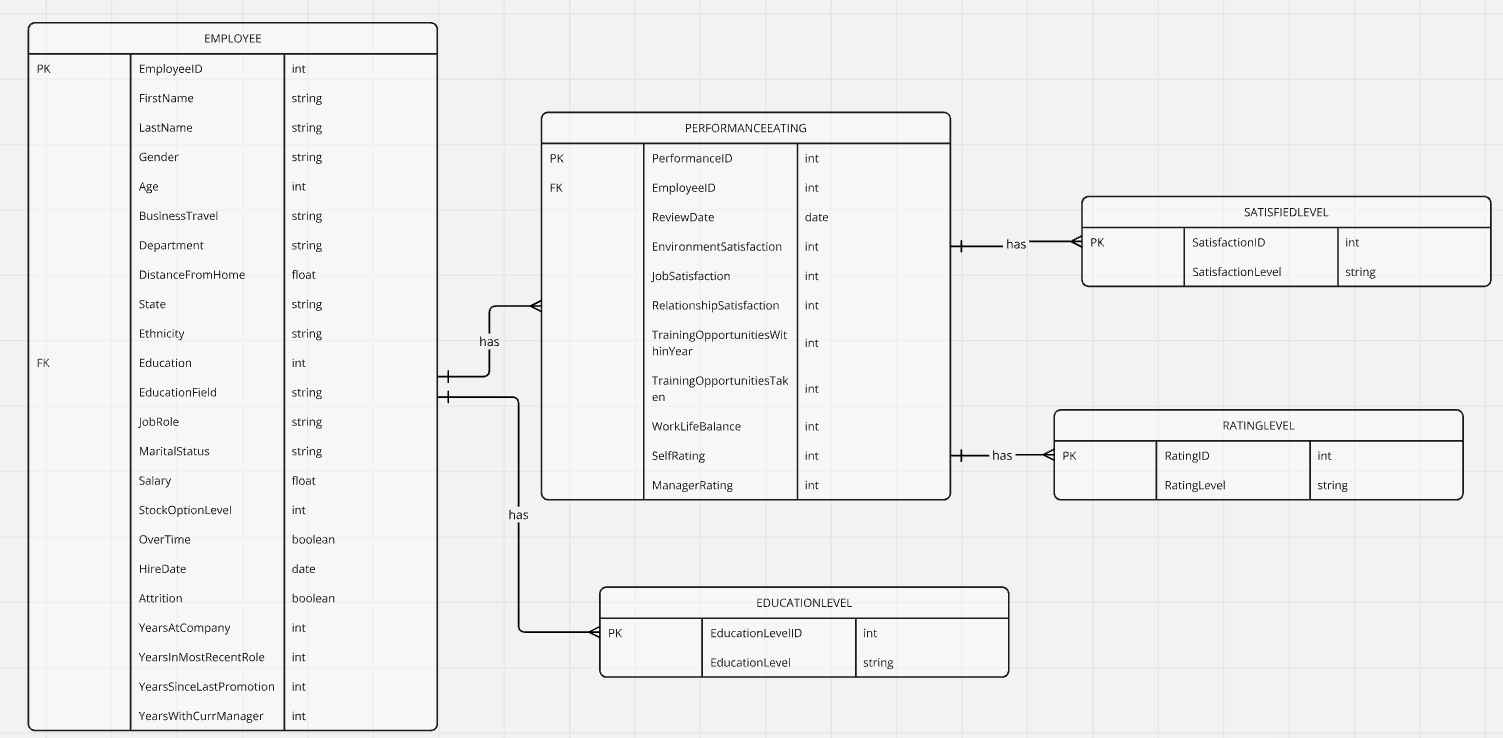 EMPLOYEE
PK EmployeeID int
FirstName string
LastName string
Gender string
Age int
BusinessTravel string
Department string
DistanceFromHome float
State string
Ethnicity string
FK Education int
EducationField string
JobRole string
MaritalStatus string
Salary float
StockOptionLevel int
OverTime boolean
HireDate date
Attrition boolean
YearsAtCompany int
YearsInMostRecentRole int
YearsSinceLastPromotion int
YearsWithCurrManager int
has
has
PERFORMANCEEATING
PK PerformanceID int
FK EmployeeID int
ReviewDate date
EnvironmentSatisfaction int
JobSatisfaction int
RelationshipSatisfaction int
TrainingOpportunitiesWit
hinYear int
TrainingOpportunitiesTak
en int
WorkLifeBalance int
SelfRating int
ManagerRating int
has
SATISFIEDLEVEL
PK SatisfactionID int
SatisfactionLevel string
has
RATINGLEVEL
PK RatingID int
RatingLevel string
EDUCATIONLEVEL
PK EducationLevelID int
EducationLevel string